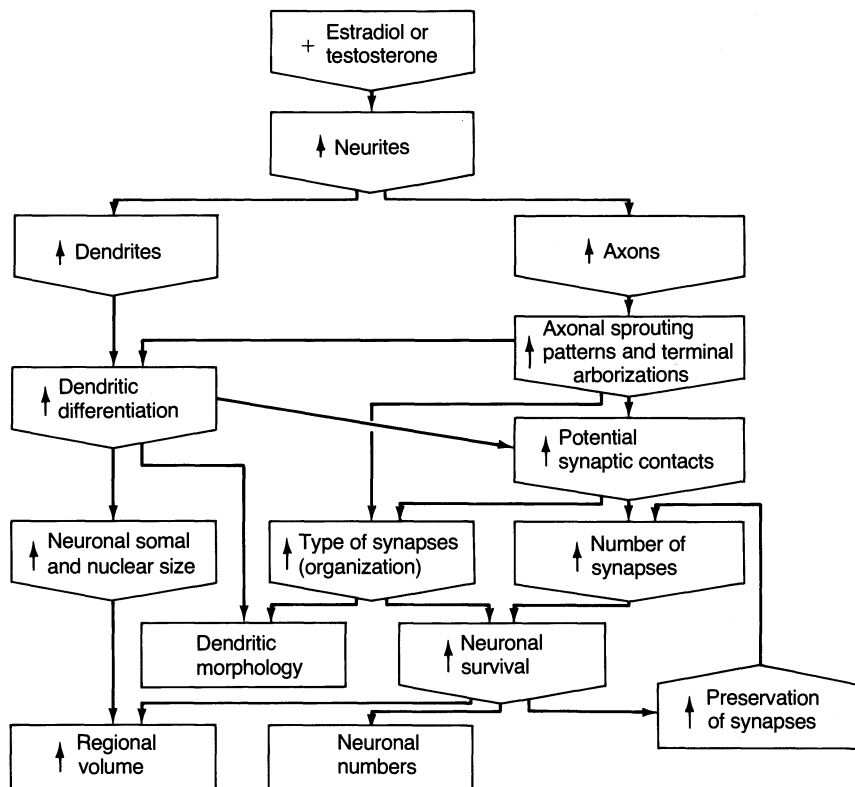 + Estradiol or
testosterone
Neurites
Dendrites
Axons
Axonal sprouting
patterns and terminal
arborizations
Dendritic
differentiation
Potential
synaptic contacts
Neuronal somal
and nuclear size
Type of synapses
(organization)
Number of
synapses
Dendritic
morphology
Neuronal
survival
Preservation
of synapses
Regional
volume
Neuronal
numbers